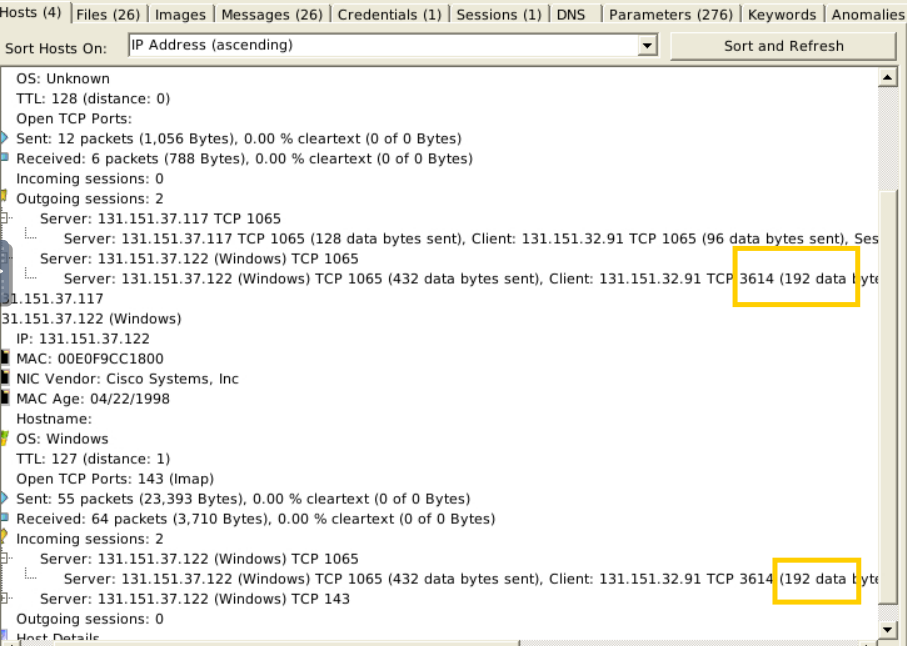 Hosts (4) Files (26) Images Messages (26) Credentials (1) Sessions (1) DNS Parameters (276) Keywords Anomalies
Sort Hosts On: IP Address (ascending) Sort and Refresh
OS: Unknown
TTL: 128 (distance: 0)
Open TCP Ports:
Sent: 12 packets (1,056 Bytes), 0.00 % cleartext (0 of 0 Bytes)
Received: 6 packets (788 Bytes), 0.00 % cleartext (0 of 0 Bytes)
Incoming sessions: 0
Outgoing sessions: 2
Server: 131.151.37.117 TCP 1065
Server: 131.151.37.117 TCP 1065 (128 data bytes sent), Client: 131.151.32.91 TCP 1065 (96 data bytes sent), Ses
Server: 131.151.37.122 (Windows) TCP 1065
Server: 131.151.37.122 (Windows) TCP 1065 (432 data bytes sent), Client: 131.151.32.91 TCP 3614 (192 data byte
31.151.37.117
31.151.37.122 (Windows)
IP: 131.151.37.122
MAC: 00E0F9CC1800
NIC Vendor: Cisco Systems, Inc
MAC Age: 04/22/1998
Hostname:
OS: Windows
TTL: 127 (distance: 1)
Open TCP Ports: 143 (Imap)
Sent: 55 packets (23,393 Bytes), 0.00 % cleartext (0 of 0 Bytes)
Received: 64 packets (3,710 Bytes), 0.00 % cleartext (0 of 0 Bytes)
Incoming sessions: 2
Server: 131.151.37.122 (Windows) TCP 1065
Server: 131.151.37.122 (Windows) TCP 1065 (432 data bytes sent), Client: 131.151.32.91 TCP 3614 (192 data byte
Server: 131.151.37.122 (Windows) TCP 143
Outgoing sessions: 0
Host Details